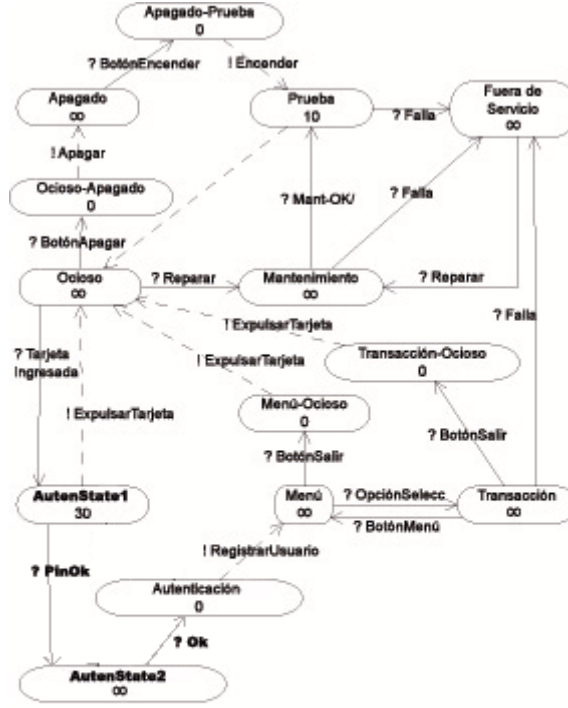 Apagado-Prueba
0
? BotónEncender
! Encender
Apagado
∞
Prueba
10
? Falla
Fuera de
Servicio
∞
! Apagar
Ocioso-Apagado
0
? Mant-OK/
? Falla
? BotónApagar
Ocioso
∞
? Reparar
Mantenimiento
∞
? Reparar
! ExpulsarTarjeta
? Falla
? Tarjeta
Ingresada
! ExpulsarTarjeta
Transacción-Ocioso
0
! ExpulsarTarjeta
Menú-Ocioso
0
? BotónSalir
? BotónSalir
AutenState1
30
Menú
∞
? OpciónSelecc
Transacción
∞
? BotónMenú
! RegistrarUsuario
? PinOk
Autenticación
0
? Ok
AutenState2
∞